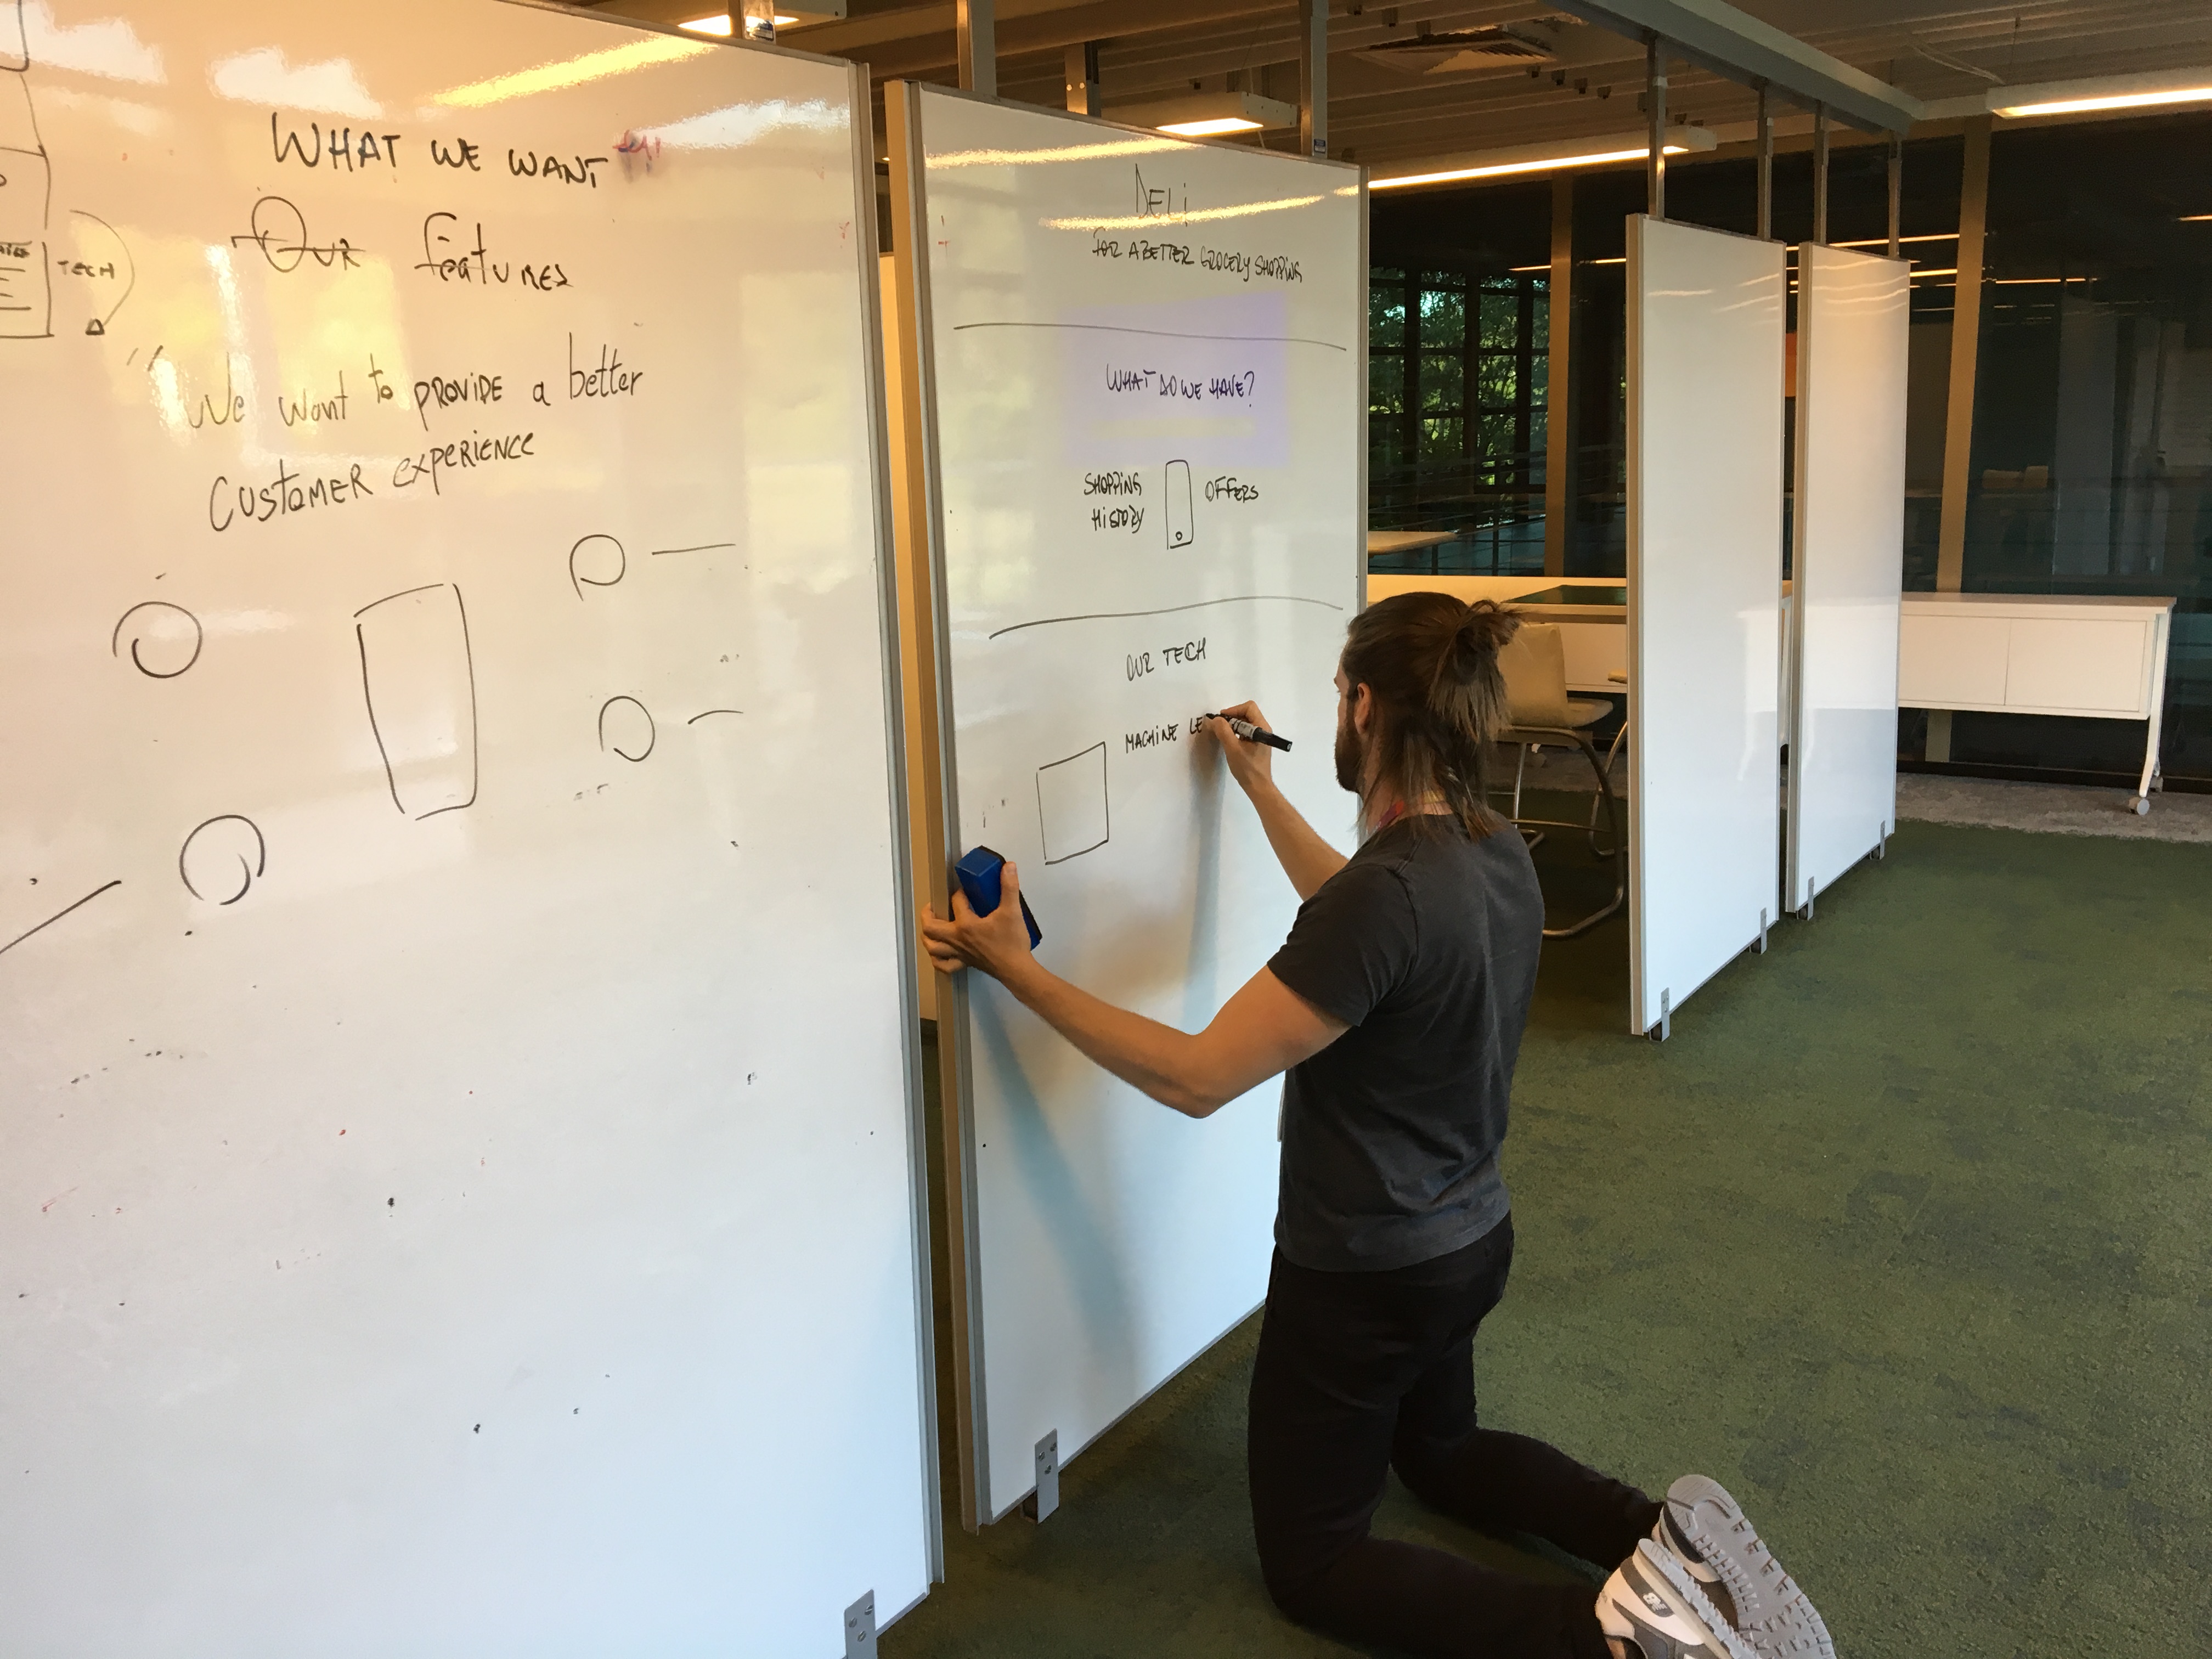 TECH
WHAT WE WANT
Our features
"We want to PROVIDE a better
CUSTOMER experience
DELi
FOR A BETTER GROCERY SHOPPING
WHAT DO WE HAVE?
SHOPPING
HISTORY
OFFERS
OUR TECH
MACHINE LE